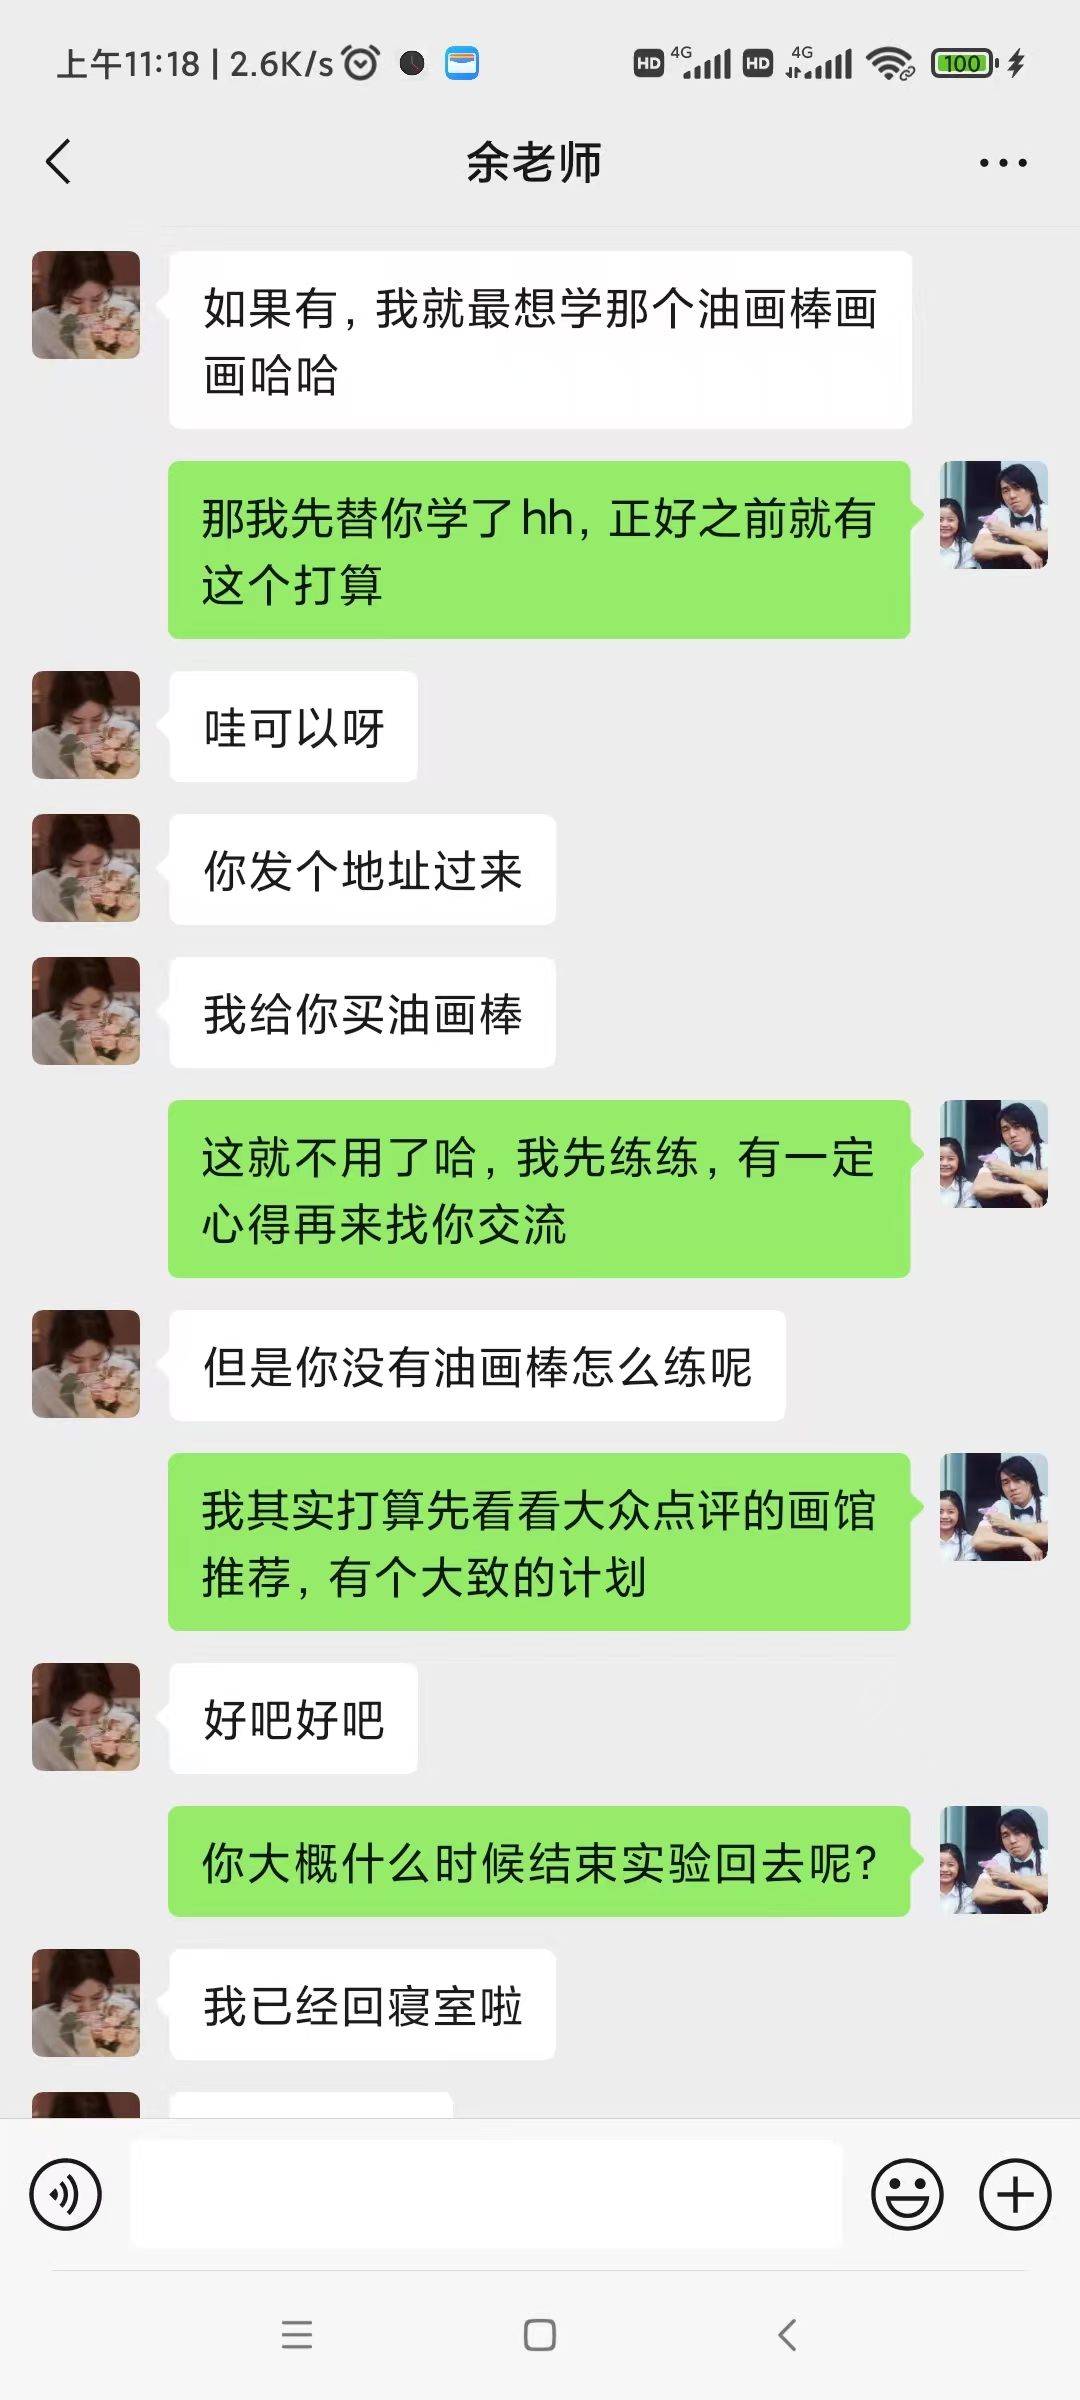 上午11:18 | 2.6K/s
HD 4G HD 4G 100
余老师
如果有, 我就最想学那个油画棒画
画哈哈
那我先替你学了hh, 正好之前就有
这个打算
哇可以呀
你发个地址过来
我给你买油画棒
这就不用了哈, 我先练练, 有一定
心得再来找你交流
但是你没有油画棒怎么练呢
我其实打算先看看大众点评的画馆
推荐, 有个大致的计划
好吧好吧
你大概什么时候结束实验回去呢?
我已经回寝室啦